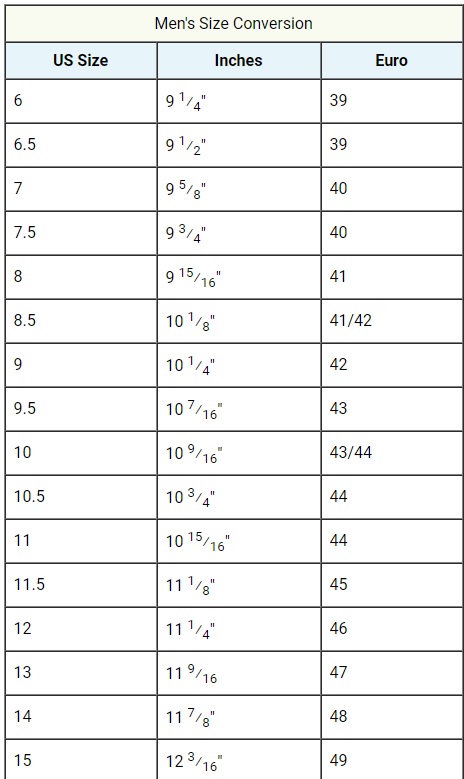 Men's Size Conversion
US Size Inches Euro
6 9 1/4" 39
6.5 9 1/2" 39
7 9 5/8" 40
7.5 9 3/4" 40
8 9 15/16" 41
8.5 10 1/8" 41/42
9 10 1/4" 42
9.5 10 7/16" 43
10 10 9/16" 43/44
10.5 10 3/4" 44
11 10 15/16" 44
11.5 11 1/8" 45
12 11 1/4" 46
13 11 9/16 47
14 11 7/8" 48
15 12 3/16" 49